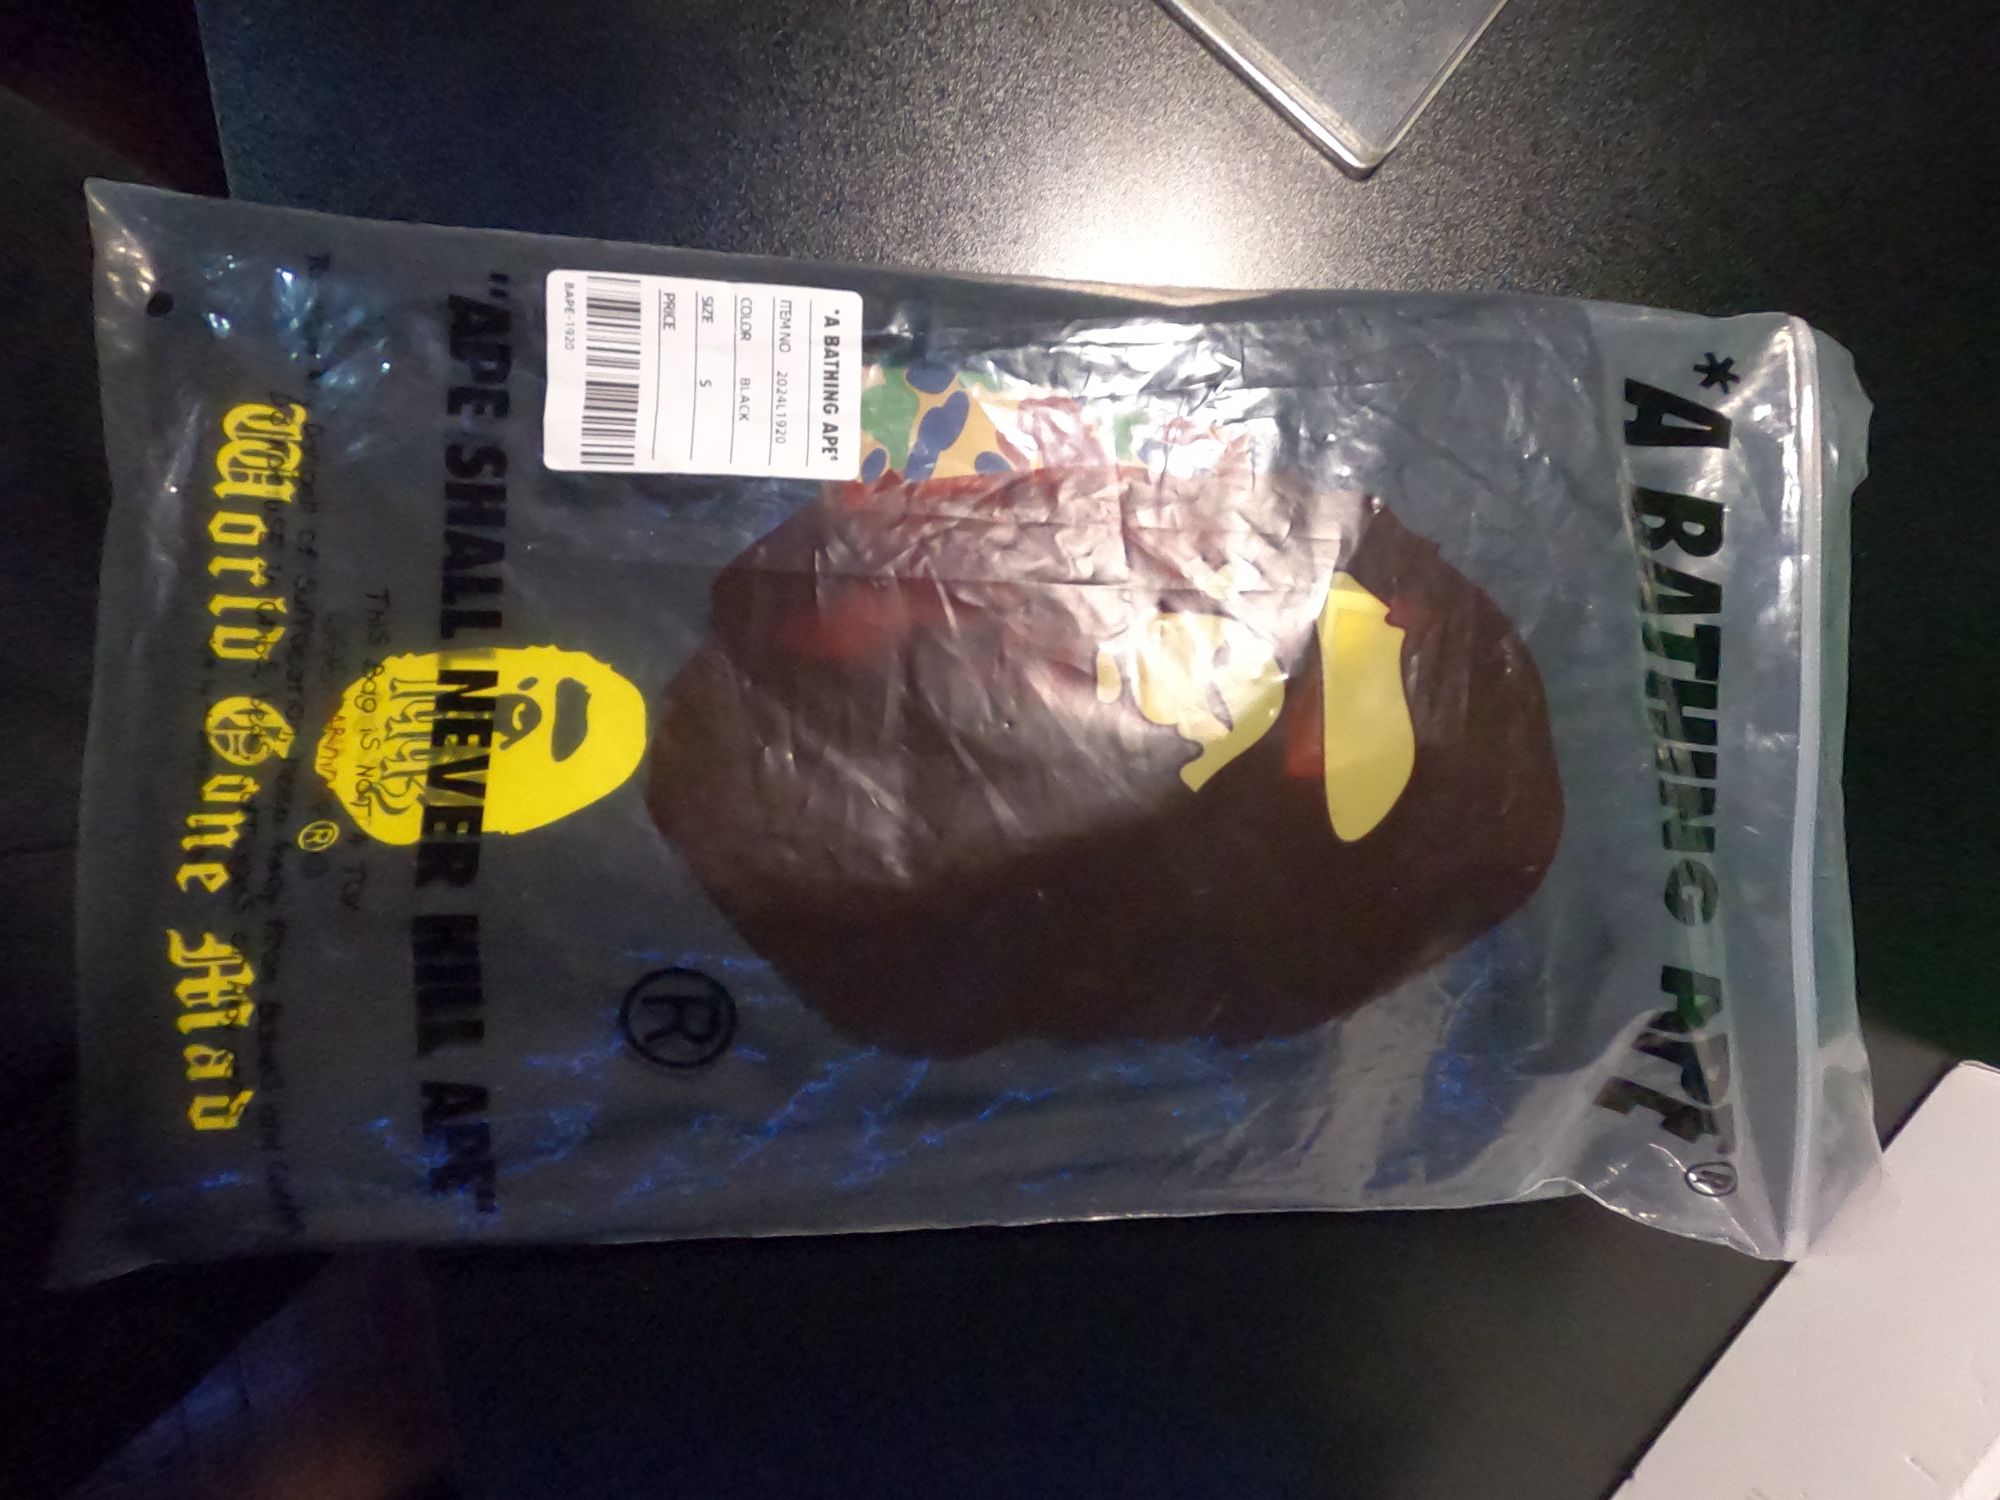 *A BATHING APE®
"A BATHING APE®
ITEM NO 2024L1920
COLOR BLACK
SIZE S
PRICE
BAPE-1920
®
"APE SHALL NEVER KILL APE"
THIS Bag IS NOT A TOY
®
World Gone Mad